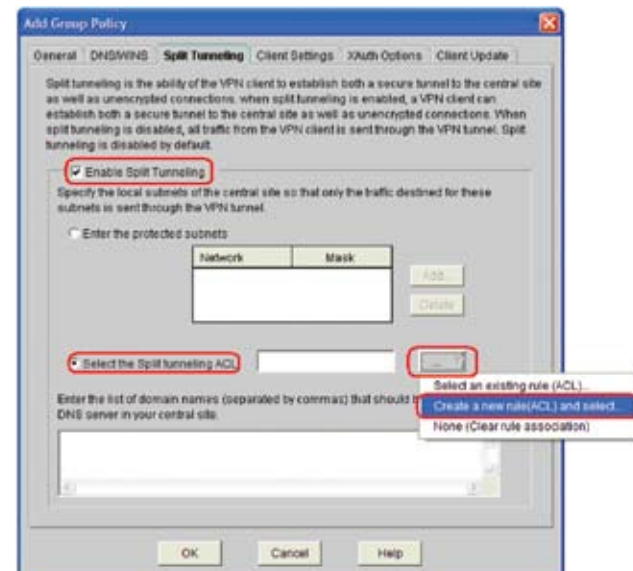 Add Group Policy
General DNS/WINS Split Tunneling Client Settings XAuth Options Client Update
Split tunneling is the ability of the VPN client to establish both a secure tunnel to the central site
as well as unencrypted connections. when split tunneling is enabled, a VPN client can
establish both a secure tunnel to the central site as well as unencrypted connections. When
split tunneling is disabled, all traffic from the VPN client is sent through the VPN tunnel. Split
tunneling is disabled by default.
Enable Split Tunneling
Specify the local subnets of the central site so that only the traffic destined for these
subnets is sent through the VPN tunnel.
Enter the protected subnets
Network Mask
Add...
Delete
Select the Split tunneling ACL
...
Select an existing rule (ACL)...
Enter the list of domain names (separated by commas) that should
Create a new rule(ACL) and select...
DNS server in your central site.
None (Clear rule association)
OK Cancel Help